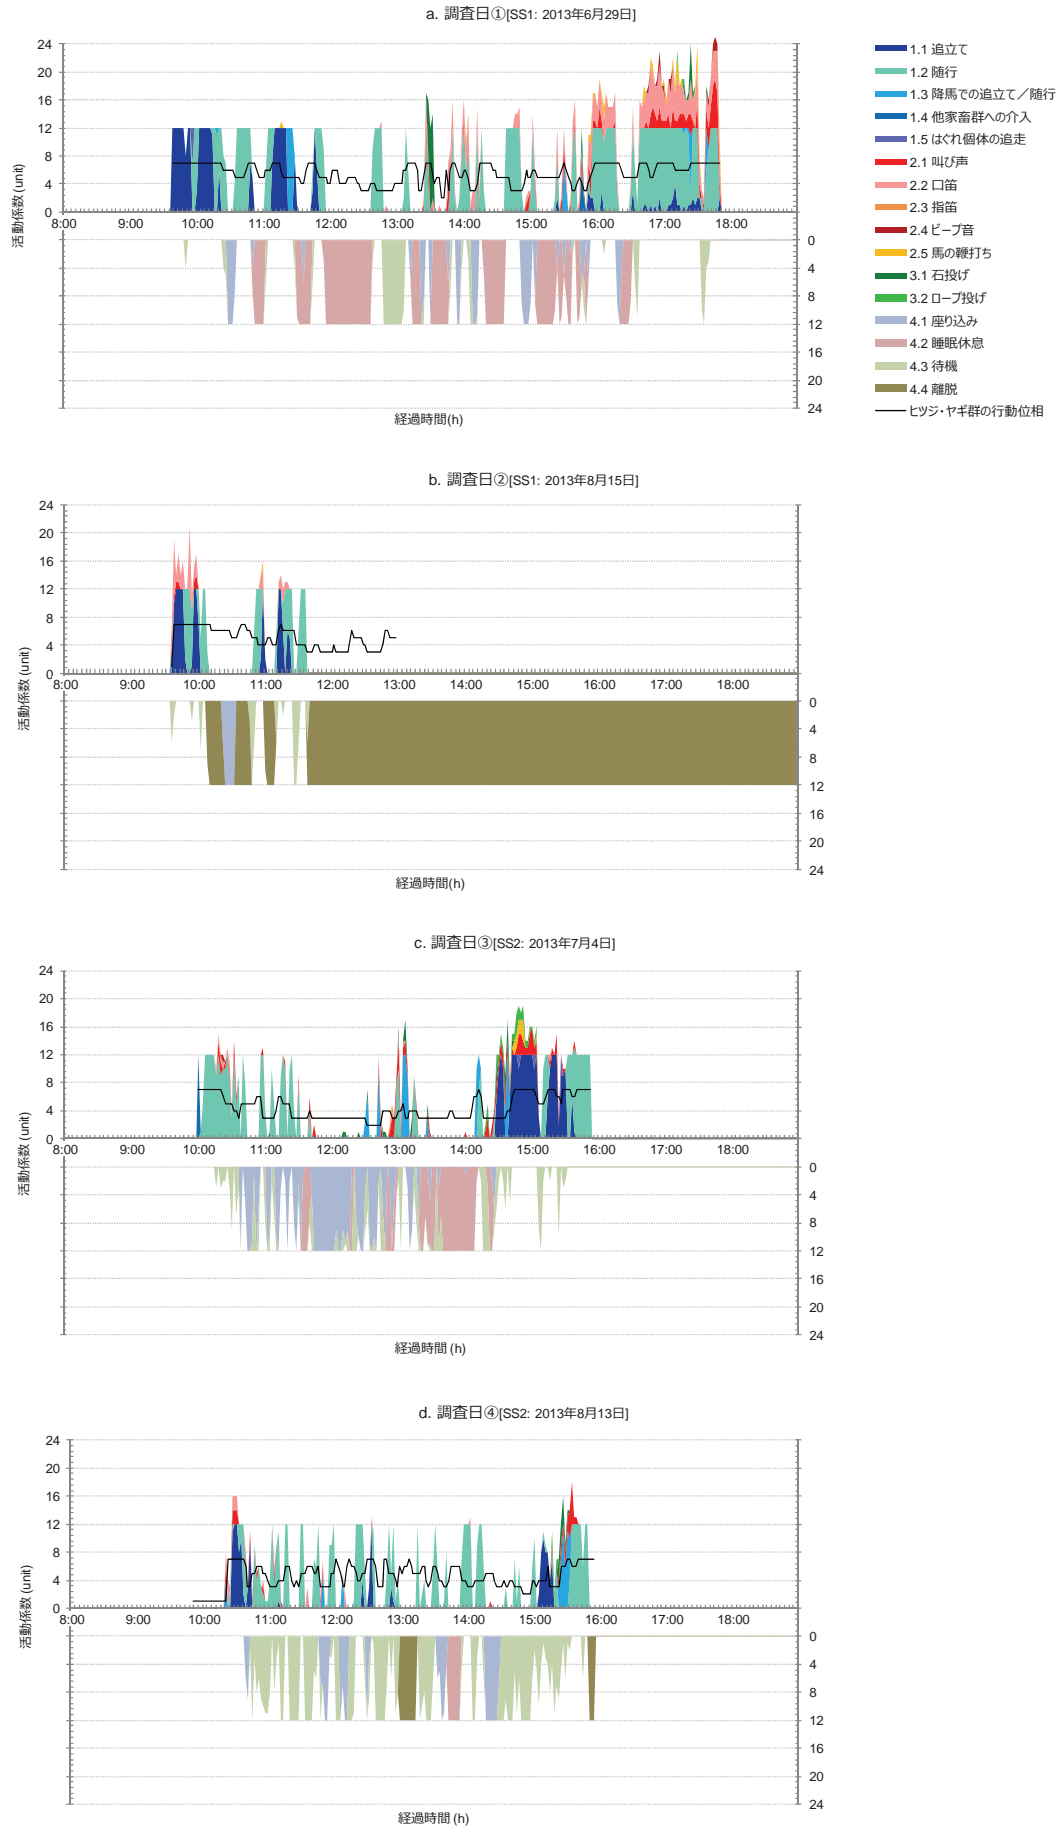 a. 調査日①[SS1: 2013年6月29日]
24
20
16
12
8
4
0
活動係数 (unit)
8:00 9:00 10:00 11:00 12:00 13:00 14:00 15:00 16:00 17:00 18:00
0
4
8
12
16
20
24
経過時間(h)
1.1 追立て
1.2 随行
1.3 降馬での追立て／随行
1.4 他家畜群への介入
1.5 はぐれ個体の追走
2.1 叫び声
2.2 口笛
2.3 指笛
2.4 ビープ音
2.5 馬の鞭打ち
3.1 石投げ
3.2 ロープ投げ
4.1 座り込み
4.2 睡眠休息
4.3 待機
4.4 離脱
ヒツジ・ヤギ群の行動位相
b. 調査日②[SS1: 2013年8月15日]
24
20
16
12
8
4
0
活動係数 (unit)
8:00 9:00 10:00 11:00 12:00 13:00 14:00 15:00 16:00 17:00 18:00
0
4
8
12
16
20
24
経過時間(h)
c. 調査日③[SS2: 2013年7月4日]
24
20
16
12
8
4
0
活動係数 (unit)
8:00 9:00 10:00 11:00 12:00 13:00 14:00 15:00 16:00 17:00 18:00
0
4
8
12
16
20
24
経過時間 (h)
d. 調査日④[SS2: 2013年8月13日]
24
20
16
12
8
4
0
活動係数 (unit)
8:00 9:00 10:00 11:00 12:00 13:00 14:00 15:00 16:00 17:00 18:00
0
4
8
12
16
20
24
経過時間 (h)